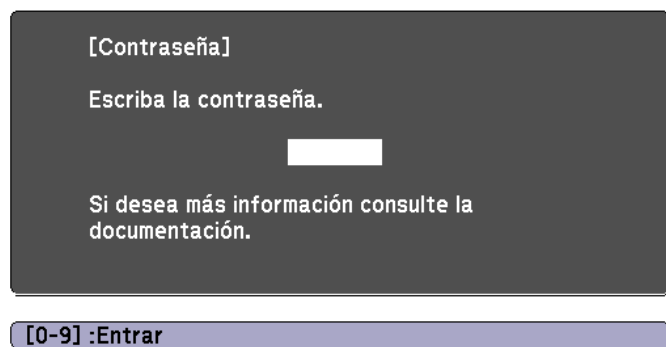 [Contraseña]
Escriba la contraseña.
Si desea más información consulte la
documentación.
[0-9] :Entrar